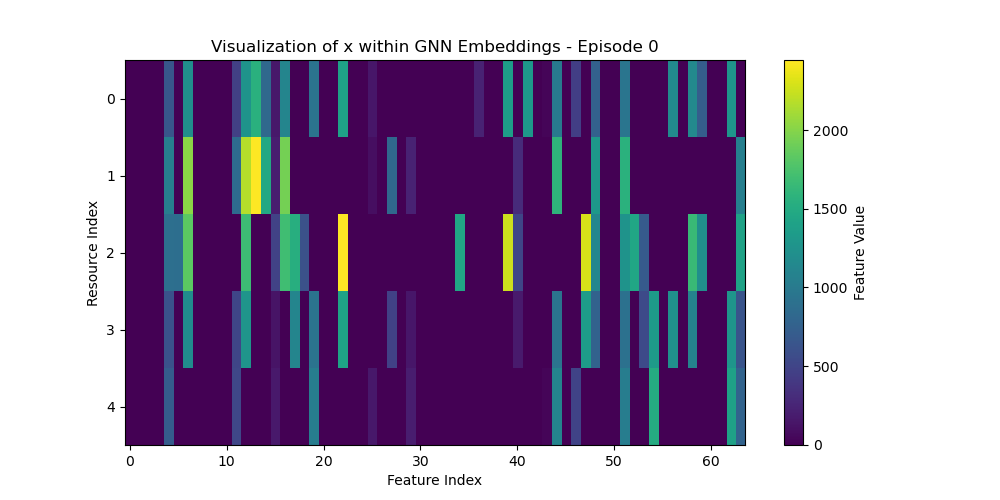 Visualization of x within GNN Embeddings - Episode 0
Resource Index
0
1
2
3
4
0 10 20 30 40 50 60
Feature Index
2000
1500
1000
500
0
Feature Value